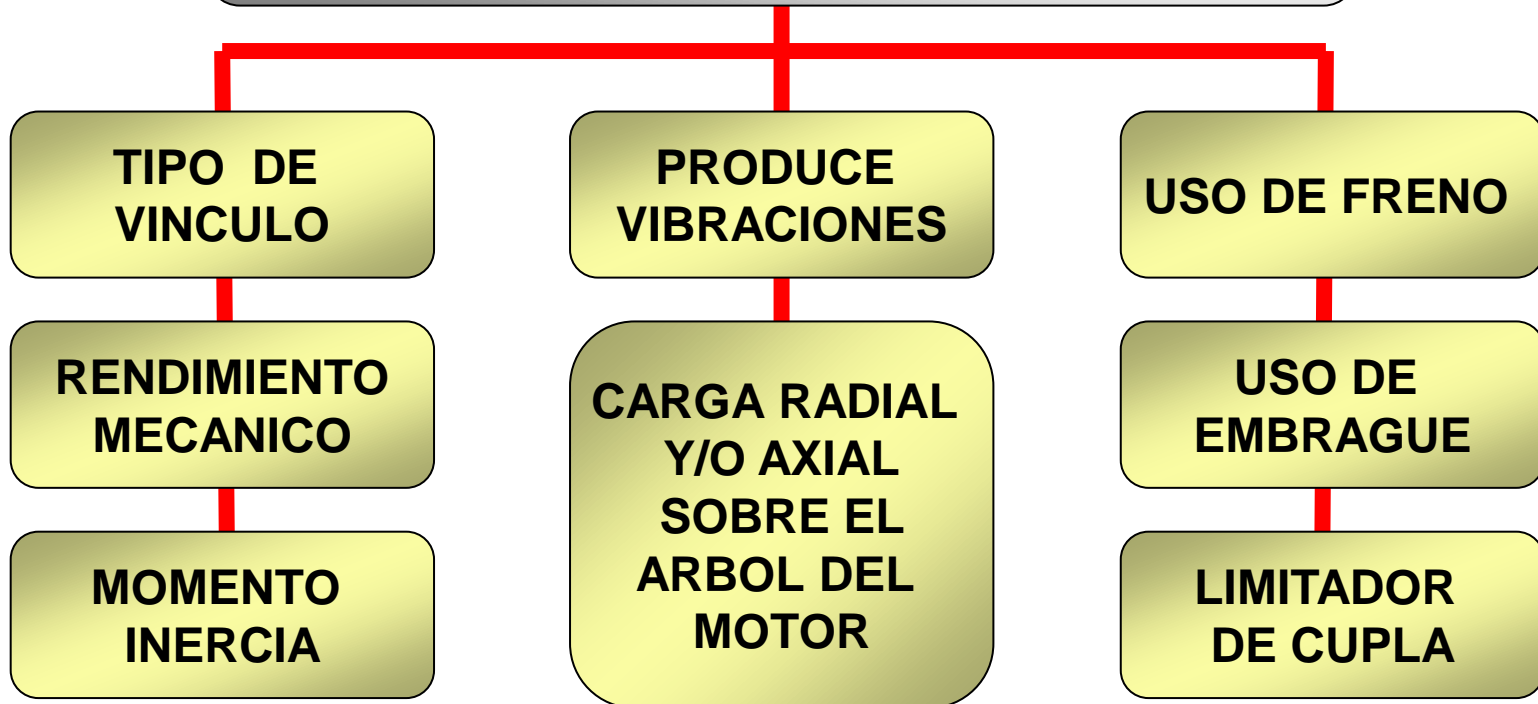 TIPO DE
VINCULO
RENDIMIENTO
MECANICO
MOMENTO
INERCIA
PRODUCE
VIBRACIONES
CARGA RADIAL
Y/O AXIAL
SOBRE EL
ARBOL DEL
MOTOR
USO DE FRENO
USO DE
EMBRAGUE
LIMITADOR
DE CUPLA